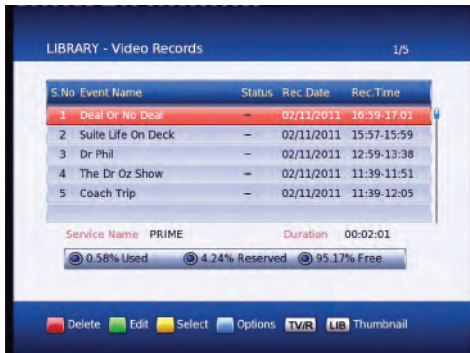 LIBRARY - Video Records 1/5
S.No Event Name Status Rec.Date Rec.Time
1 Deal Or No Deal – 02/11/2011 16:59-17:01
2 Suite Life On Deck – 02/11/2011 15:57-15:59
3 Dr Phil – 02/11/2011 12:59-13:38
4 The Dr Oz Show – 02/11/2011 11:39-11:51
5 Coach Trip – 02/11/2011 11:39-12:05
Service Name PRIME Duration 00:02:01
0.58% Used 4.24% Reserved 95.17% Free
Delete Edit Select Options TV/R LIB Thumbnail